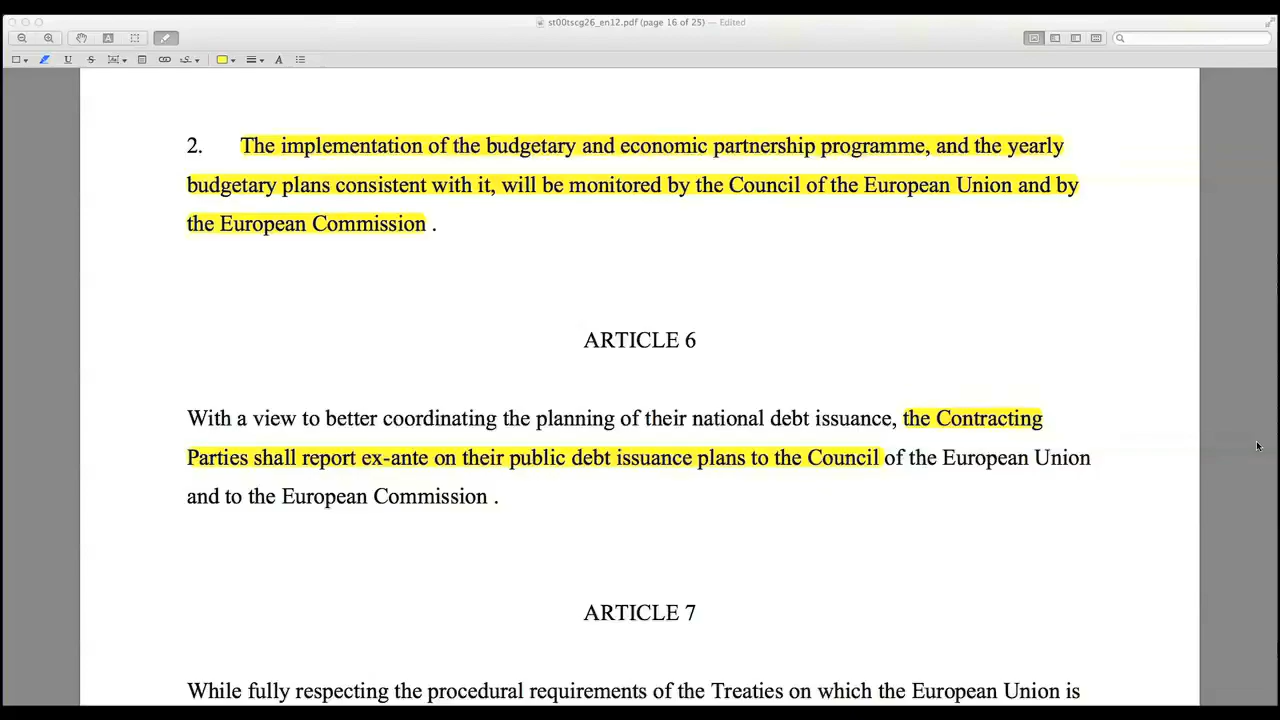 st00tscg26_en12.pdf (page 16 of 25) — Edited
2. The implementation of the budgetary and economic partnership programme, and the yearly
budgetary plans consistent with it, will be monitored by the Council of the European Union and by
the European Commission .
ARTICLE 6
With a view to better coordinating the planning of their national debt issuance, the Contracting
Parties shall report ex-ante on their public debt issuance plans to the Council of the European Union
and to the European Commission .
ARTICLE 7
While fully respecting the procedural requirements of the Treaties on which the European Union is